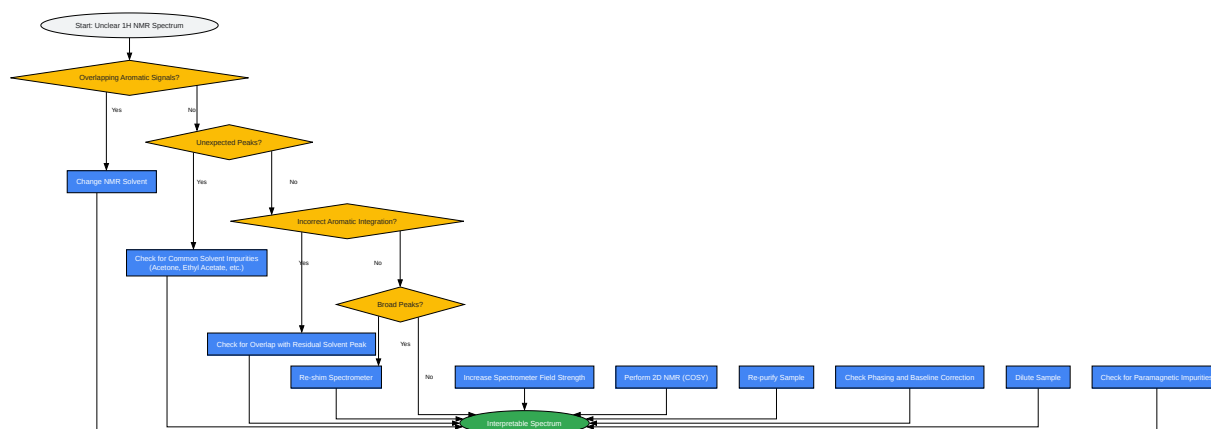 Start: Unclear 1H NMR Spectrum
Overlapping Aromatic Signals?
Yes
No
Unexpected Peaks?
Change NMR Solvent
Yes
No
Incorrect Aromatic Integration?
Check for Common Solvent Impurities
(Acetone, Ethyl Acetate, etc.)
Yes
No
Broad Peaks?
Check for Overlap with Residual Solvent Peak
Yes
No
Re-shim Spectrometer
Increase Spectrometer Field Strength
Perform 2D NMR (COSY)
Re-purify Sample
Check Phasing and Baseline Correction
Dilute Sample
Check for Paramagnetic Impurities
Interpretable Spectrum